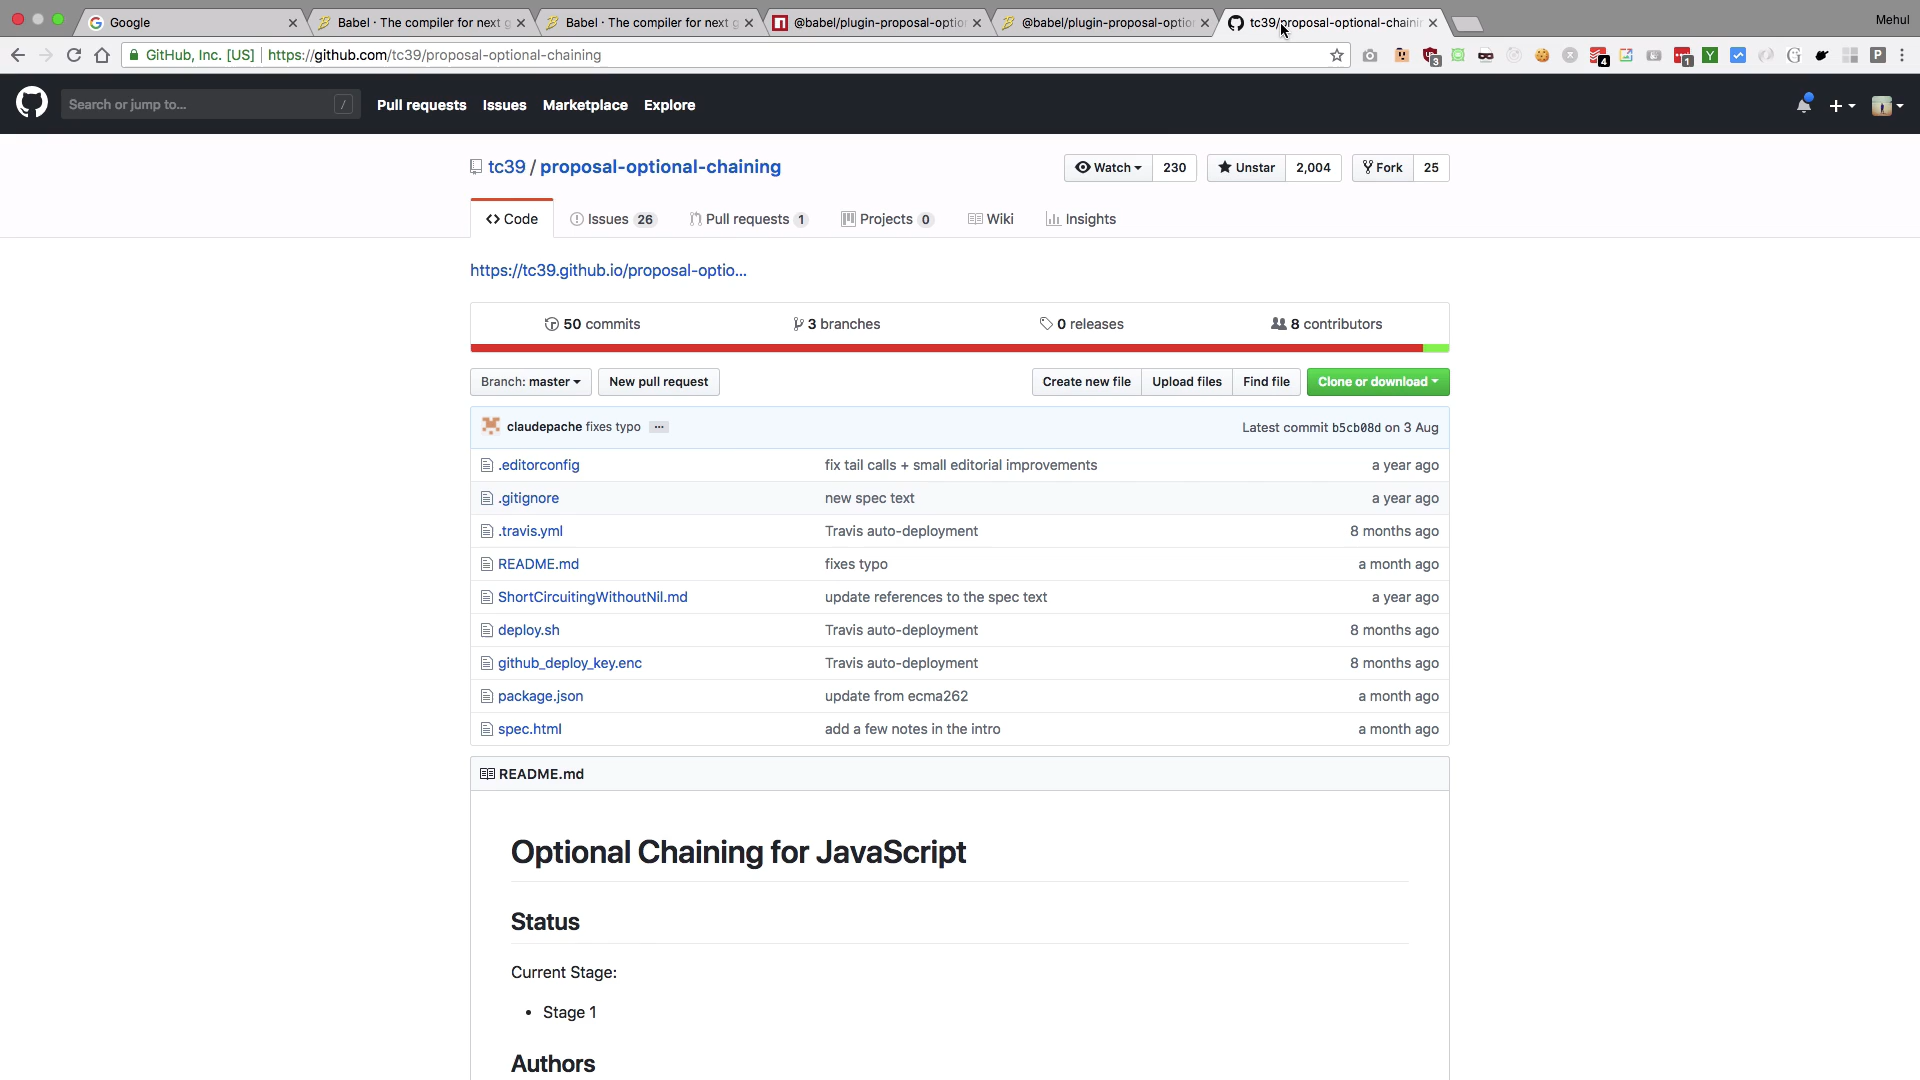 Google
Babel · The compiler for next g
Babel · The compiler for next g
@babel/plugin-proposal-optio
@babel/plugin-proposal-optio
tc39/proposal-optional-chainin
Mehul
GitHub, Inc. [US] | https://github.com/tc39/proposal-optional-chaining
3
4
1
Y
G
P
Search or jump to...
/
Pull requests
Issues
Marketplace
Explore
tc39 / proposal-optional-chaining
Watch 230
Unstar 2,004
Fork 25
Code
Issues 26
Pull requests 1
Projects 0
Wiki
Insights
https://tc39.github.io/proposal-optio...
50 commits
3 branches
0 releases
8 contributors
Branch: master
New pull request
Create new file
Upload files
Find file
Clone or download
claudepache fixes typo ...
Latest commit b5cb08d on 3 Aug
.editorconfig fix tail calls + small editorial improvements a year ago
.gitignore new spec text a year ago
.travis.yml Travis auto-deployment 8 months ago
README.md fixes typo a month ago
ShortCircuitingWithoutNil.md update references to the spec text a year ago
deploy.sh Travis auto-deployment 8 months ago
github_deploy_key.enc Travis auto-deployment 8 months ago
package.json update from ecma262 a month ago
spec.html add a few notes in the intro a month ago
README.md
Optional Chaining for JavaScript
Status
Current Stage:
• Stage 1
Authors